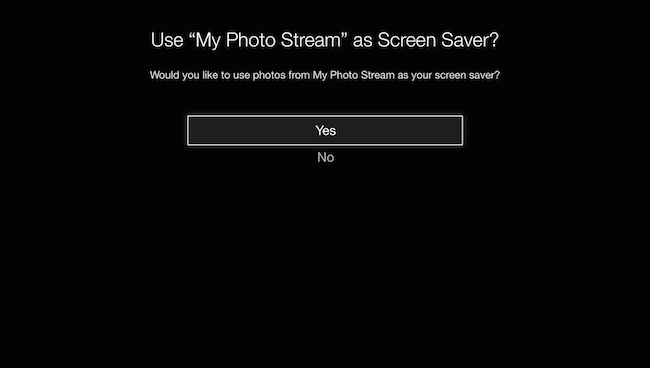 Use “My Photo Stream” as Screen Saver?
Would you like to use photos from My Photo Stream as your screen saver?
Yes
No